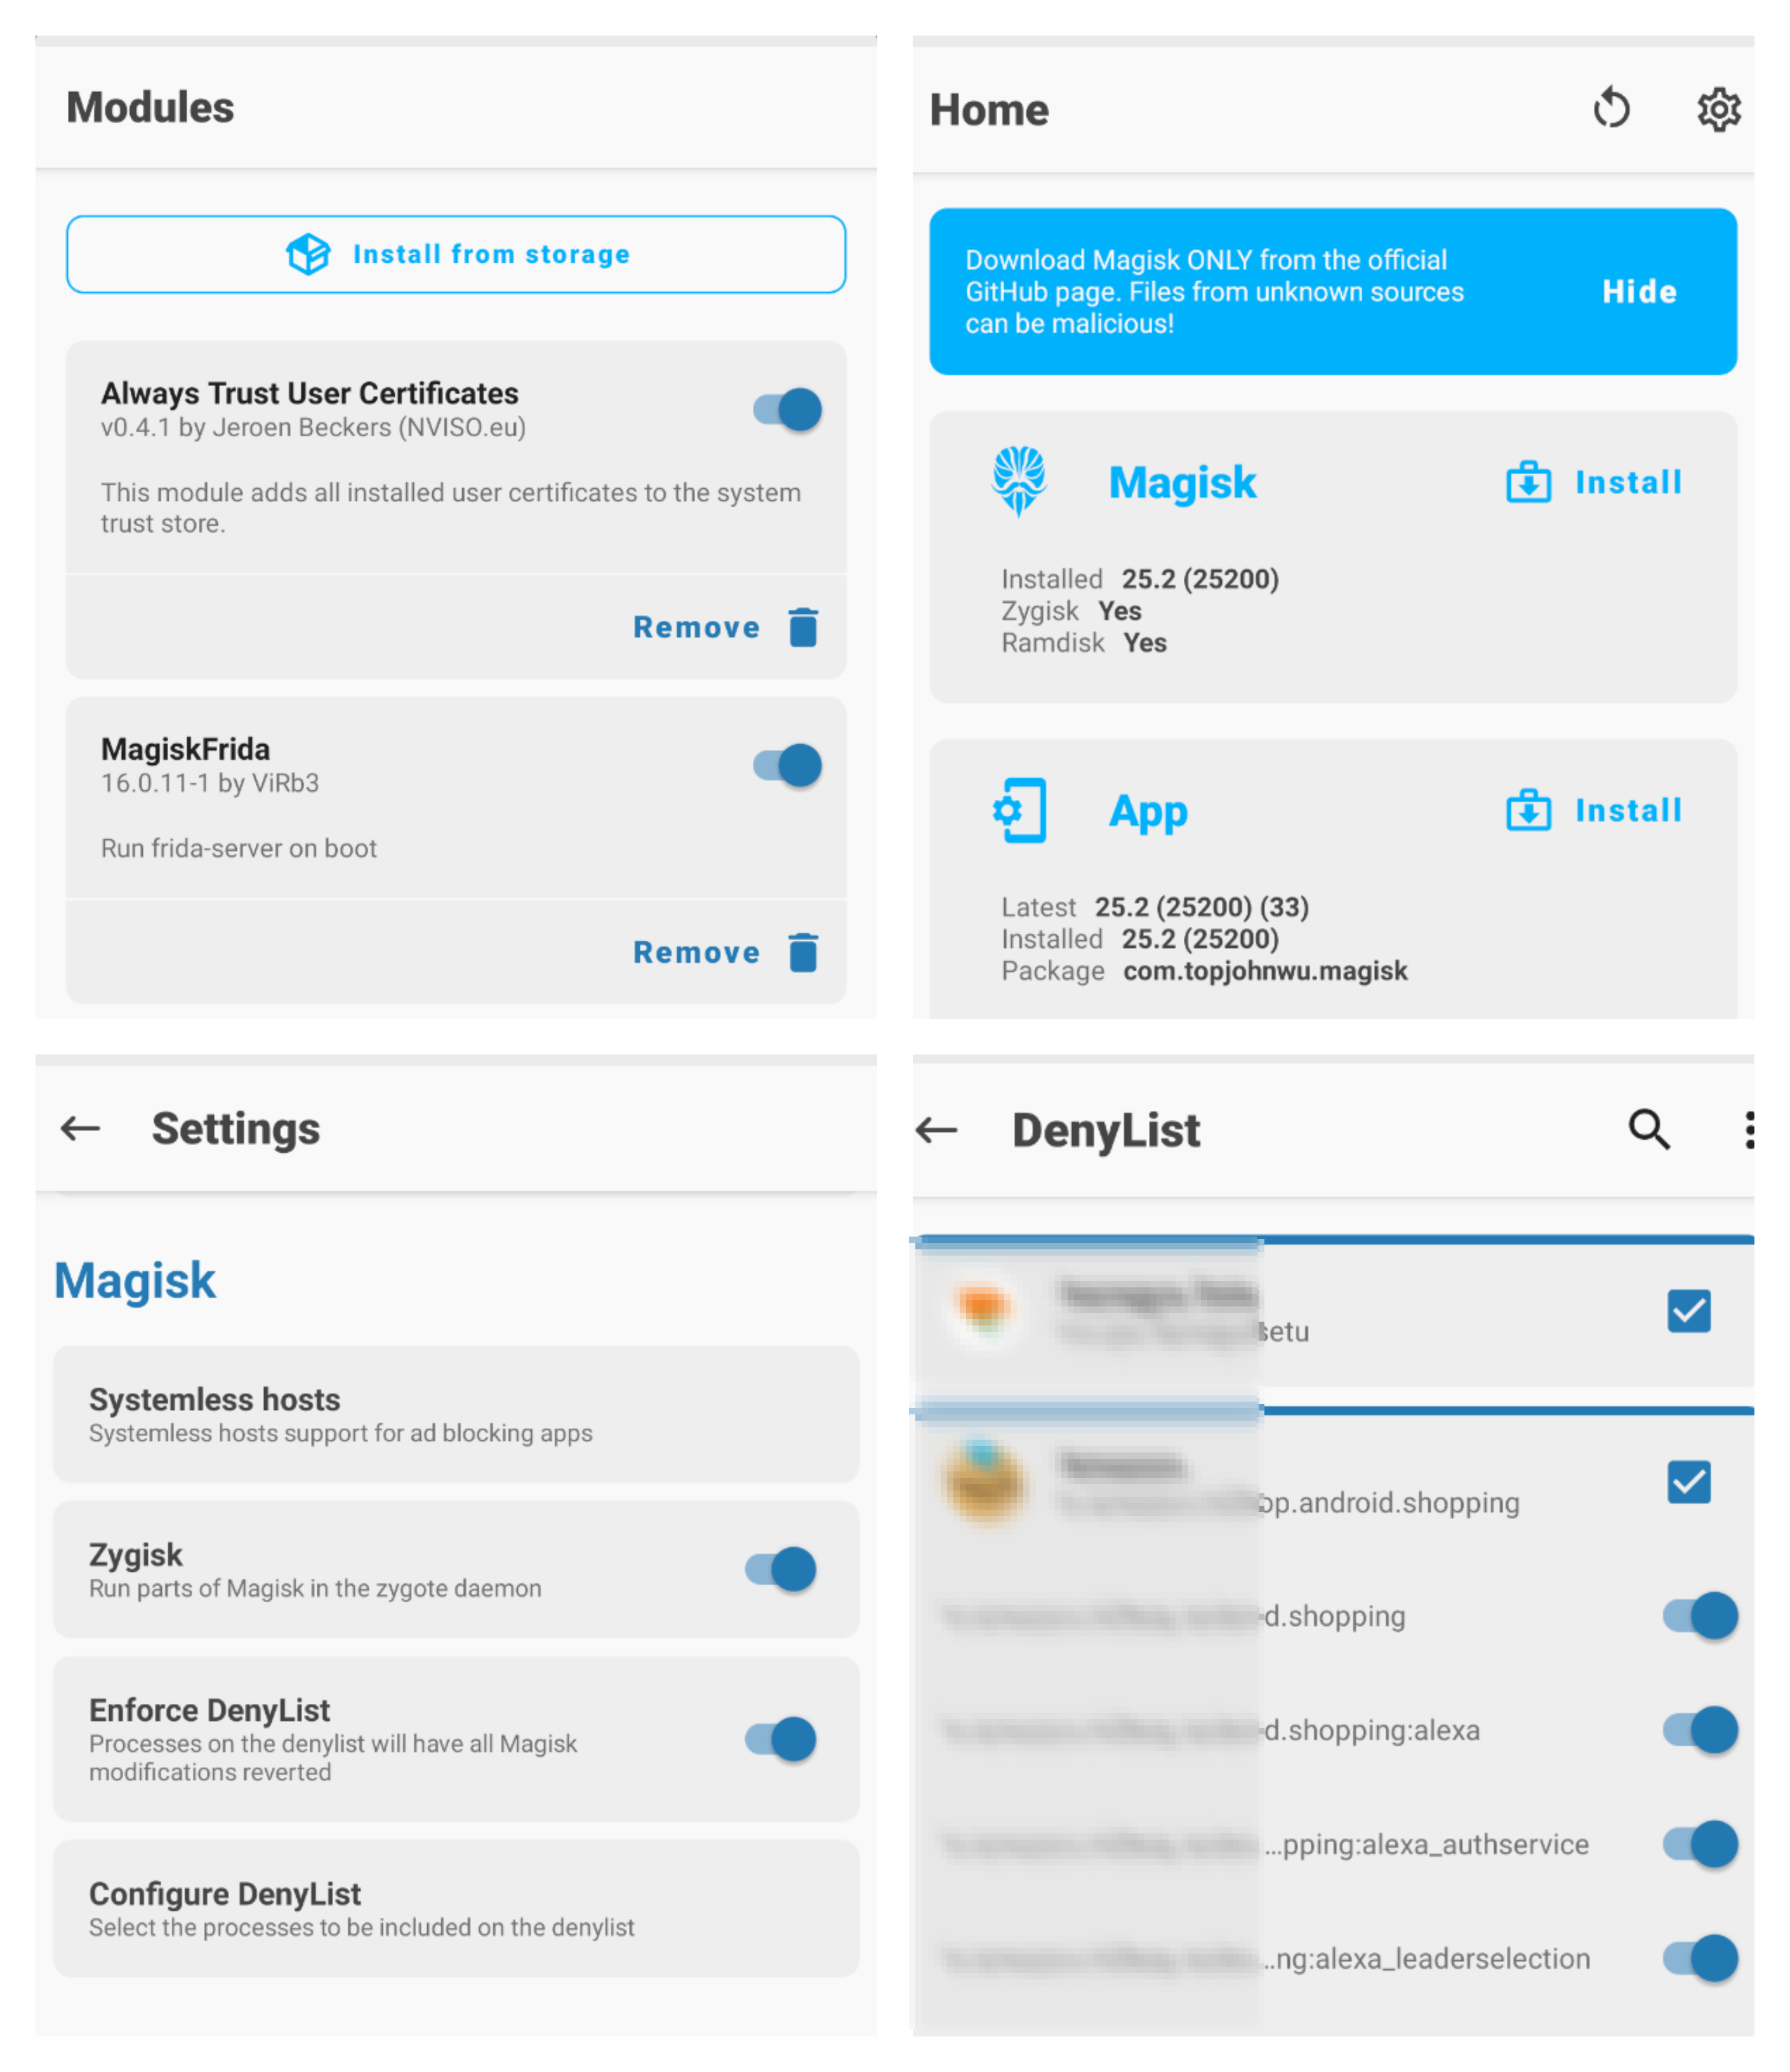 Modules
Install from storage
Always Trust User Certificates
v0.4.1 by Jeroen Beckers (NVISO.eu)
This module adds all installed user certificates to the system
trust store.
Remove
MagiskFrida
16.0.11-1 by ViRb3
Run frida-server on boot
Remove
Home
Download Magisk ONLY from the official
GitHub page. Files from unknown sources
can be malicious!
Hide
Magisk
Install
Installed 25.2 (25200)
Zygisk Yes
Ramdisk Yes
App
Install
Latest 25.2 (25200) (33)
Installed 25.2 (25200)
Package com.topjohnwu.magisk
Settings
Magisk
Systemless hosts
Systemless hosts support for ad blocking apps
Zygisk
Run parts of Magisk in the zygote daemon
Enforce DenyList
Processes on the denylist will have all Magisk
modifications reverted
Configure DenyList
Select the processes to be included on the denylist
DenyList
setu
op.android.shopping
d.shopping
d.shopping:alexa
...pping:alexa_authservice
..ng:alexa_leaderselection